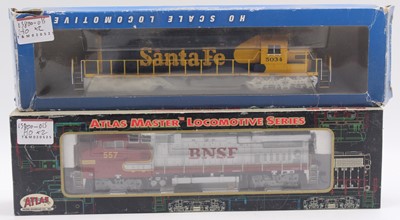 HO SCALE LOCOMOTIVE
Santa Fe
5034
ATLAS MASTER LOCOMOTIVE SERIES
557
BNSF
ATLAS